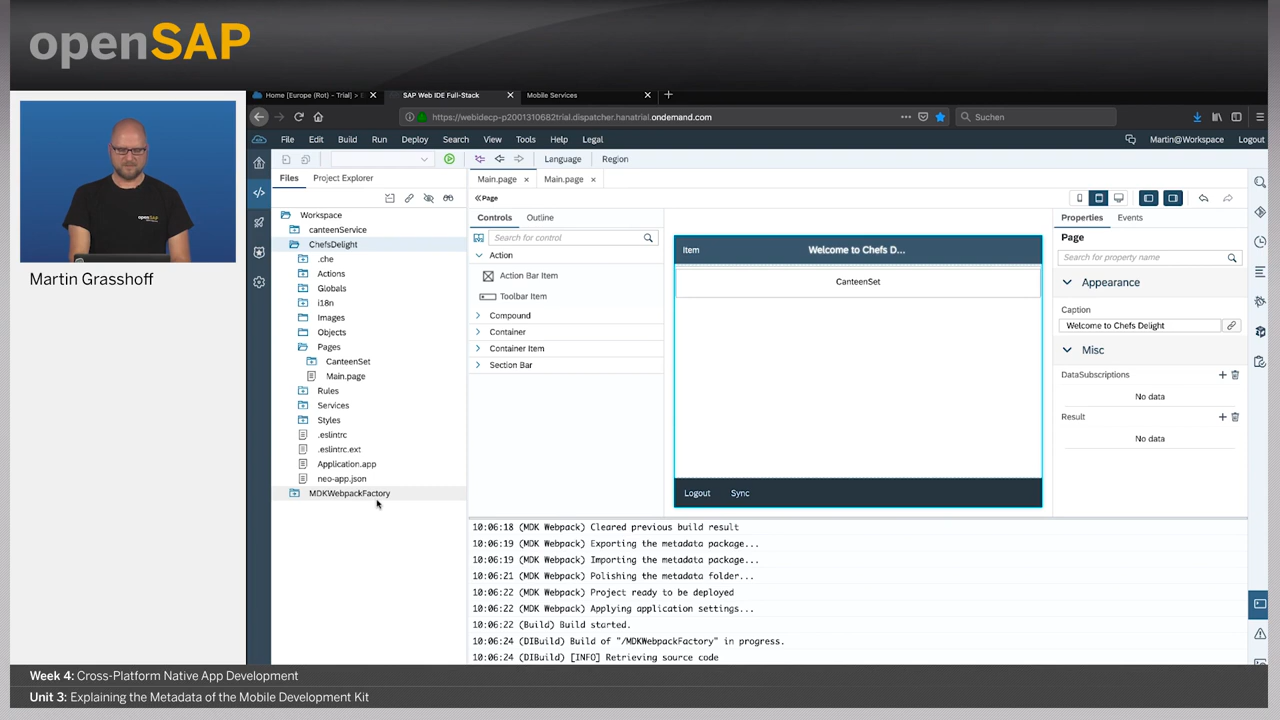 openSAP
Martin Grasshoff
Home [Europe (Rot) - Trial] > S
SAP Web IDE Full-Stack
Mobile Services
https://webidecp-p2001310682trial.dispatcher.hanatrial.ondemand.com
Suchen
File Edit Build Run Deploy Search View Tools Help Legal
Martin@Workspace Logout
Language Region
Files Project Explorer
Main.page Main.page
Page
Workspace
canteenService
ChefsDelight
.che
Actions
Globals
i18n
Images
Objects
Pages
CanteenSet
Main.page
Rules
Services
Styles
.eslintrc
.eslintrc.ext
Application.app
neo-app.json
MDKWebpackFactory
Controls Outline
Search for control
Action
Action Bar Item
Toolbar Item
Compound
Container
Container Item
Section Bar
Item Welcome to Chefs D...
CanteenSet
Logout Sync
Properties Events
Page
Search for property name
Appearance
Caption
Welcome to Chefs Delight
Misc
DataSubscriptions
No data
Result
No data
10:06:18 (MDK Webpack) Cleared previous build result
10:06:19 (MDK Webpack) Exporting the metadata package...
10:06:19 (MDK Webpack) Importing the metadata package...
10:06:21 (MDK Webpack) Polishing the metadata folder...
10:06:22 (MDK Webpack) Project ready to be deployed
10:06:22 (MDK Webpack) Applying application settings...
10:06:22 (Build) Build started.
10:06:24 (DIBuild) Build of "/MDKWebpackFactory" in progress.
10:06:24 (DIBuild) [INFO] Retrieving source code
Week 4: Cross-Platform Native App Development
Unit 3: Explaining the Metadata of the Mobile Development Kit